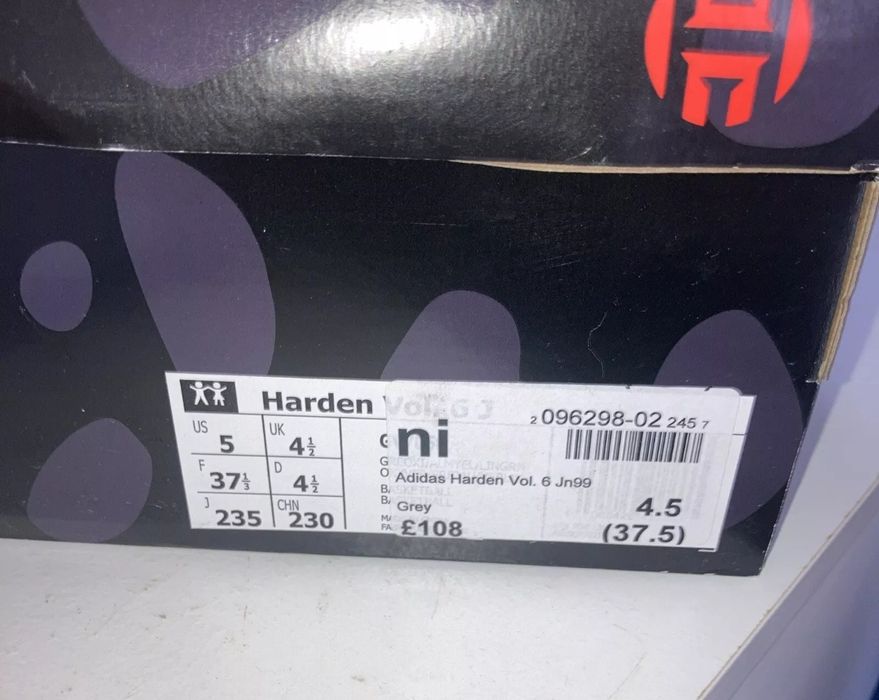 Harden Vol. 6 J
US 5
UK 4½
F 37⅓
D 4½
J 235
CHN 230
ni
2 096298-02 245 7
Adidas Harden Vol. 6 Jn99
Grey
4.5
£108
(37.5)